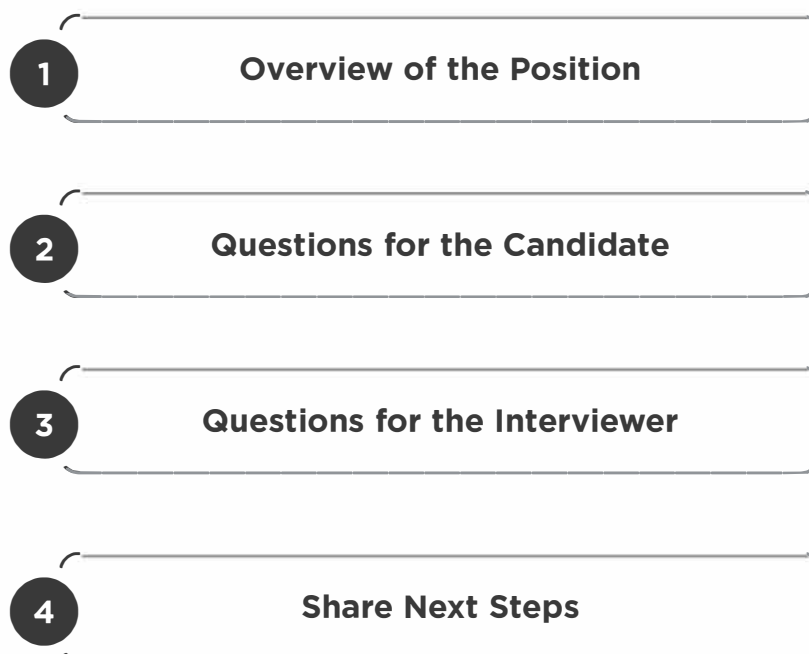 1 Overview of the Position
2 Questions for the Candidate
3 Questions for the Interviewer
4 Share Next Steps